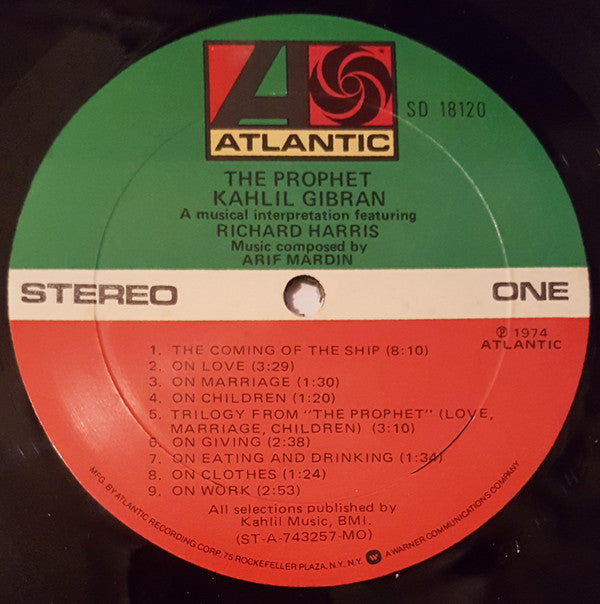 SD 18120
ATLANTIC
THE PROPHET
KAHLIL GIBRAN
A musical interpretation featuring
RICHARD HARRIS
Music composed by
ARIF MARDIN
STEREO
ONE
℗ 1974
ATLANTIC
1. THE COMING OF THE SHIP (8:10)
2. ON LOVE (3:29)
3. ON MARRIAGE (1:30)
4. ON CHILDREN (1:20)
5. TRILOGY FROM "THE PROPHET" (LOVE,
MARRIAGE, CHILDREN) (3:10)
6. ON GIVING (2:38)
7. ON EATING AND DRINKING (1:34)
8. ON CLOTHES (1:24)
9. ON WORK (2:53)
All selections published by
Kahlil Music, BMI.
(ST-A-743257-MO)
MFG. BY ATLANTIC RECORDING CORP. 75 ROCKEFELLER PLAZA, N.Y. N.Y. W A WARNER COMMUNICATIONS COMPANY